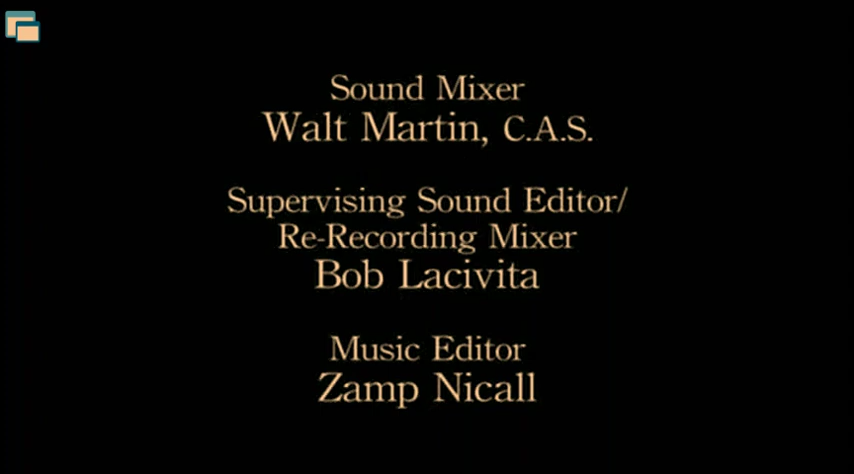 Sound Mixer
Walt Martin, C.A.S.
Supervising Sound Editor/
Re-Recording Mixer
Bob Lacivita
Music Editor
Zamp Nicall